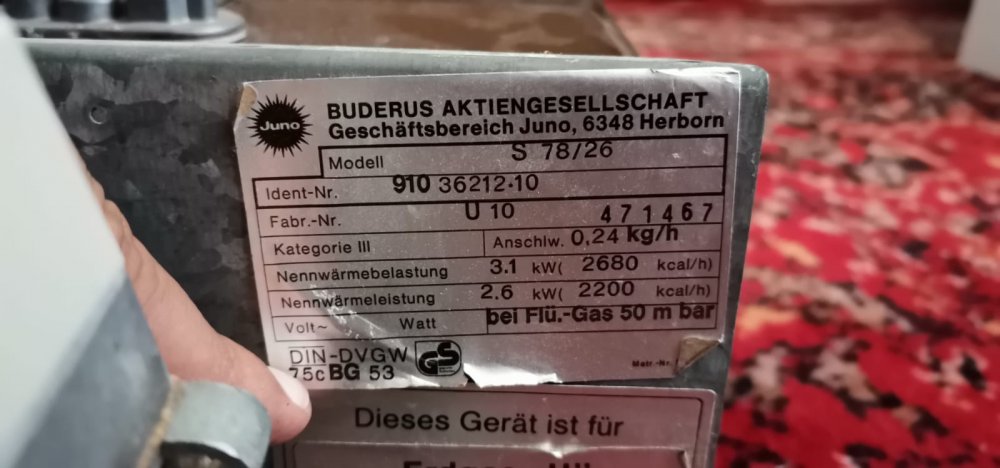 Juno
BUDERUS AKTIENGESELLSCHAFT
Geschäftsbereich Juno, 6348 Herborn
Modell S 78/26
Ident-Nr. 910 36212·10
Fabr.-Nr. U 10 471467
Kategorie III Anschlw. 0,24 kg/h
Nennwärmebelastung 3.1 kW( 2680 kcal/h)
Nennwärmeleistung 2.6 kW( 2200 kcal/h)
Volt~ Watt bei Flü.-Gas 50 m bar
DIN-DVGW
75c BG 53
GS
Matr.-Nr.
Dieses Gerät ist für